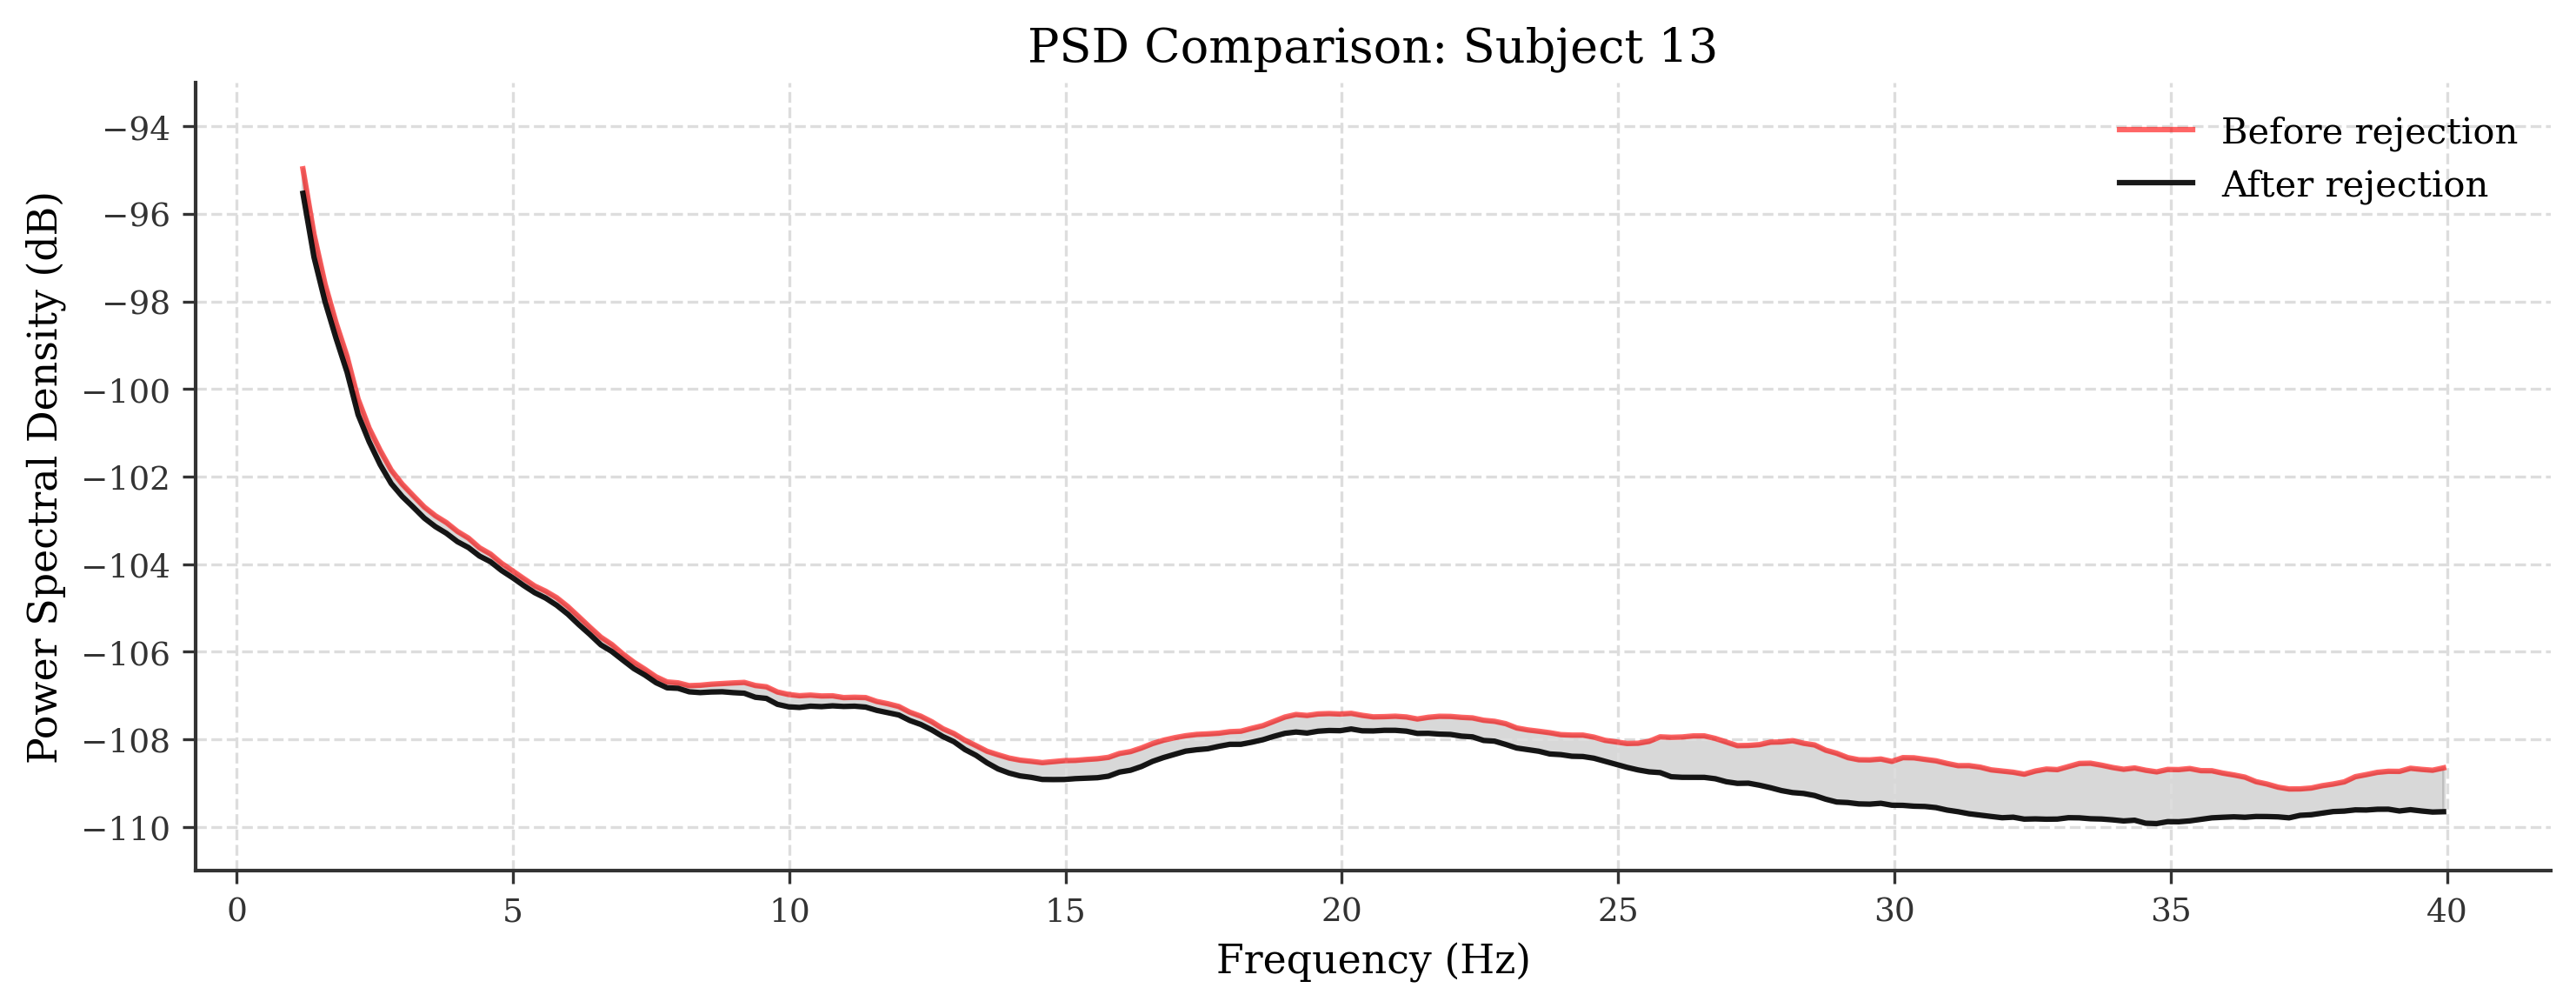 PSD Comparison: Subject 13
Before rejection
After rejection
Power Spectral Density (dB)
−94
−96
−98
−100
−102
−104
−106
−108
−110
0 5 10 15 20 25 30 35 40
Frequency (Hz)